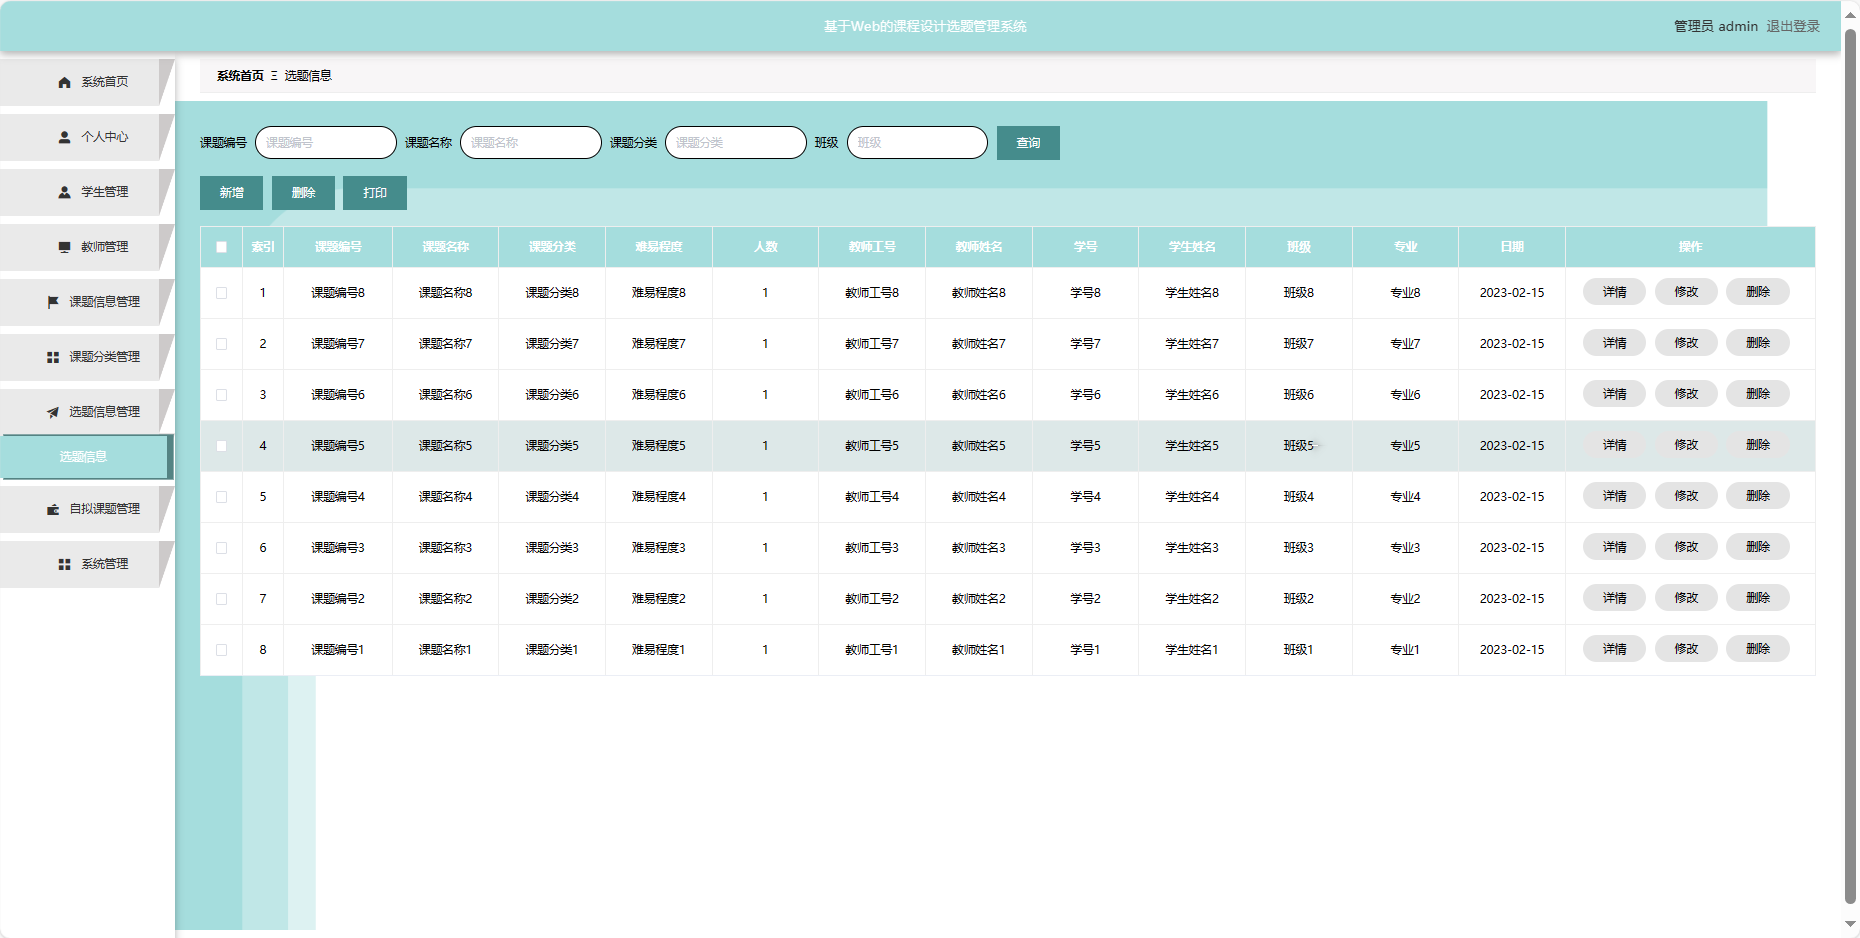 基于Web的课程设计选题管理系统
管理员 admin 退出登录
系统首页
个人中心
学生管理
教师管理
课题信息管理
课题分类管理
选题信息管理
选题信息
自拟课题管理
系统管理
系统首页 Ξ 选题信息
课题编号 课题编号 课题名称 课题名称 课题分类 课题分类 班级 班级 查询
新增 删除 打印
索引 课题编号 课题名称 课题分类 难易程度 人数 教师工号 教师姓名 学号 学生姓名 班级 专业 日期 操作
1 课题编号8 课题名称8 课题分类8 难易程度8 1 教师工号8 教师姓名8 学号8 学生姓名8 班级8 专业8 2023-02-15 详情 修改 删除
2 课题编号7 课题名称7 课题分类7 难易程度7 1 教师工号7 教师姓名7 学号7 学生姓名7 班级7 专业7 2023-02-15 详情 修改 删除
3 课题编号6 课题名称6 课题分类6 难易程度6 1 教师工号6 教师姓名6 学号6 学生姓名6 班级6 专业6 2023-02-15 详情 修改 删除
4 课题编号5 课题名称5 课题分类5 难易程度5 1 教师工号5 教师姓名5 学号5 学生姓名5 班级5 专业5 2023-02-15 详情 修改 删除
5 课题编号4 课题名称4 课题分类4 难易程度4 1 教师工号4 教师姓名4 学号4 学生姓名4 班级4 专业4 2023-02-15 详情 修改 删除
6 课题编号3 课题名称3 课题分类3 难易程度3 1 教师工号3 教师姓名3 学号3 学生姓名3 班级3 专业3 2023-02-15 详情 修改 删除
7 课题编号2 课题名称2 课题分类2 难易程度2 1 教师工号2 教师姓名2 学号2 学生姓名2 班级2 专业2 2023-02-15 详情 修改 删除
8 课题编号1 课题名称1 课题分类1 难易程度1 1 教师工号1 教师姓名1 学号1 学生姓名1 班级1 专业1 2023-02-15 详情 修改 删除